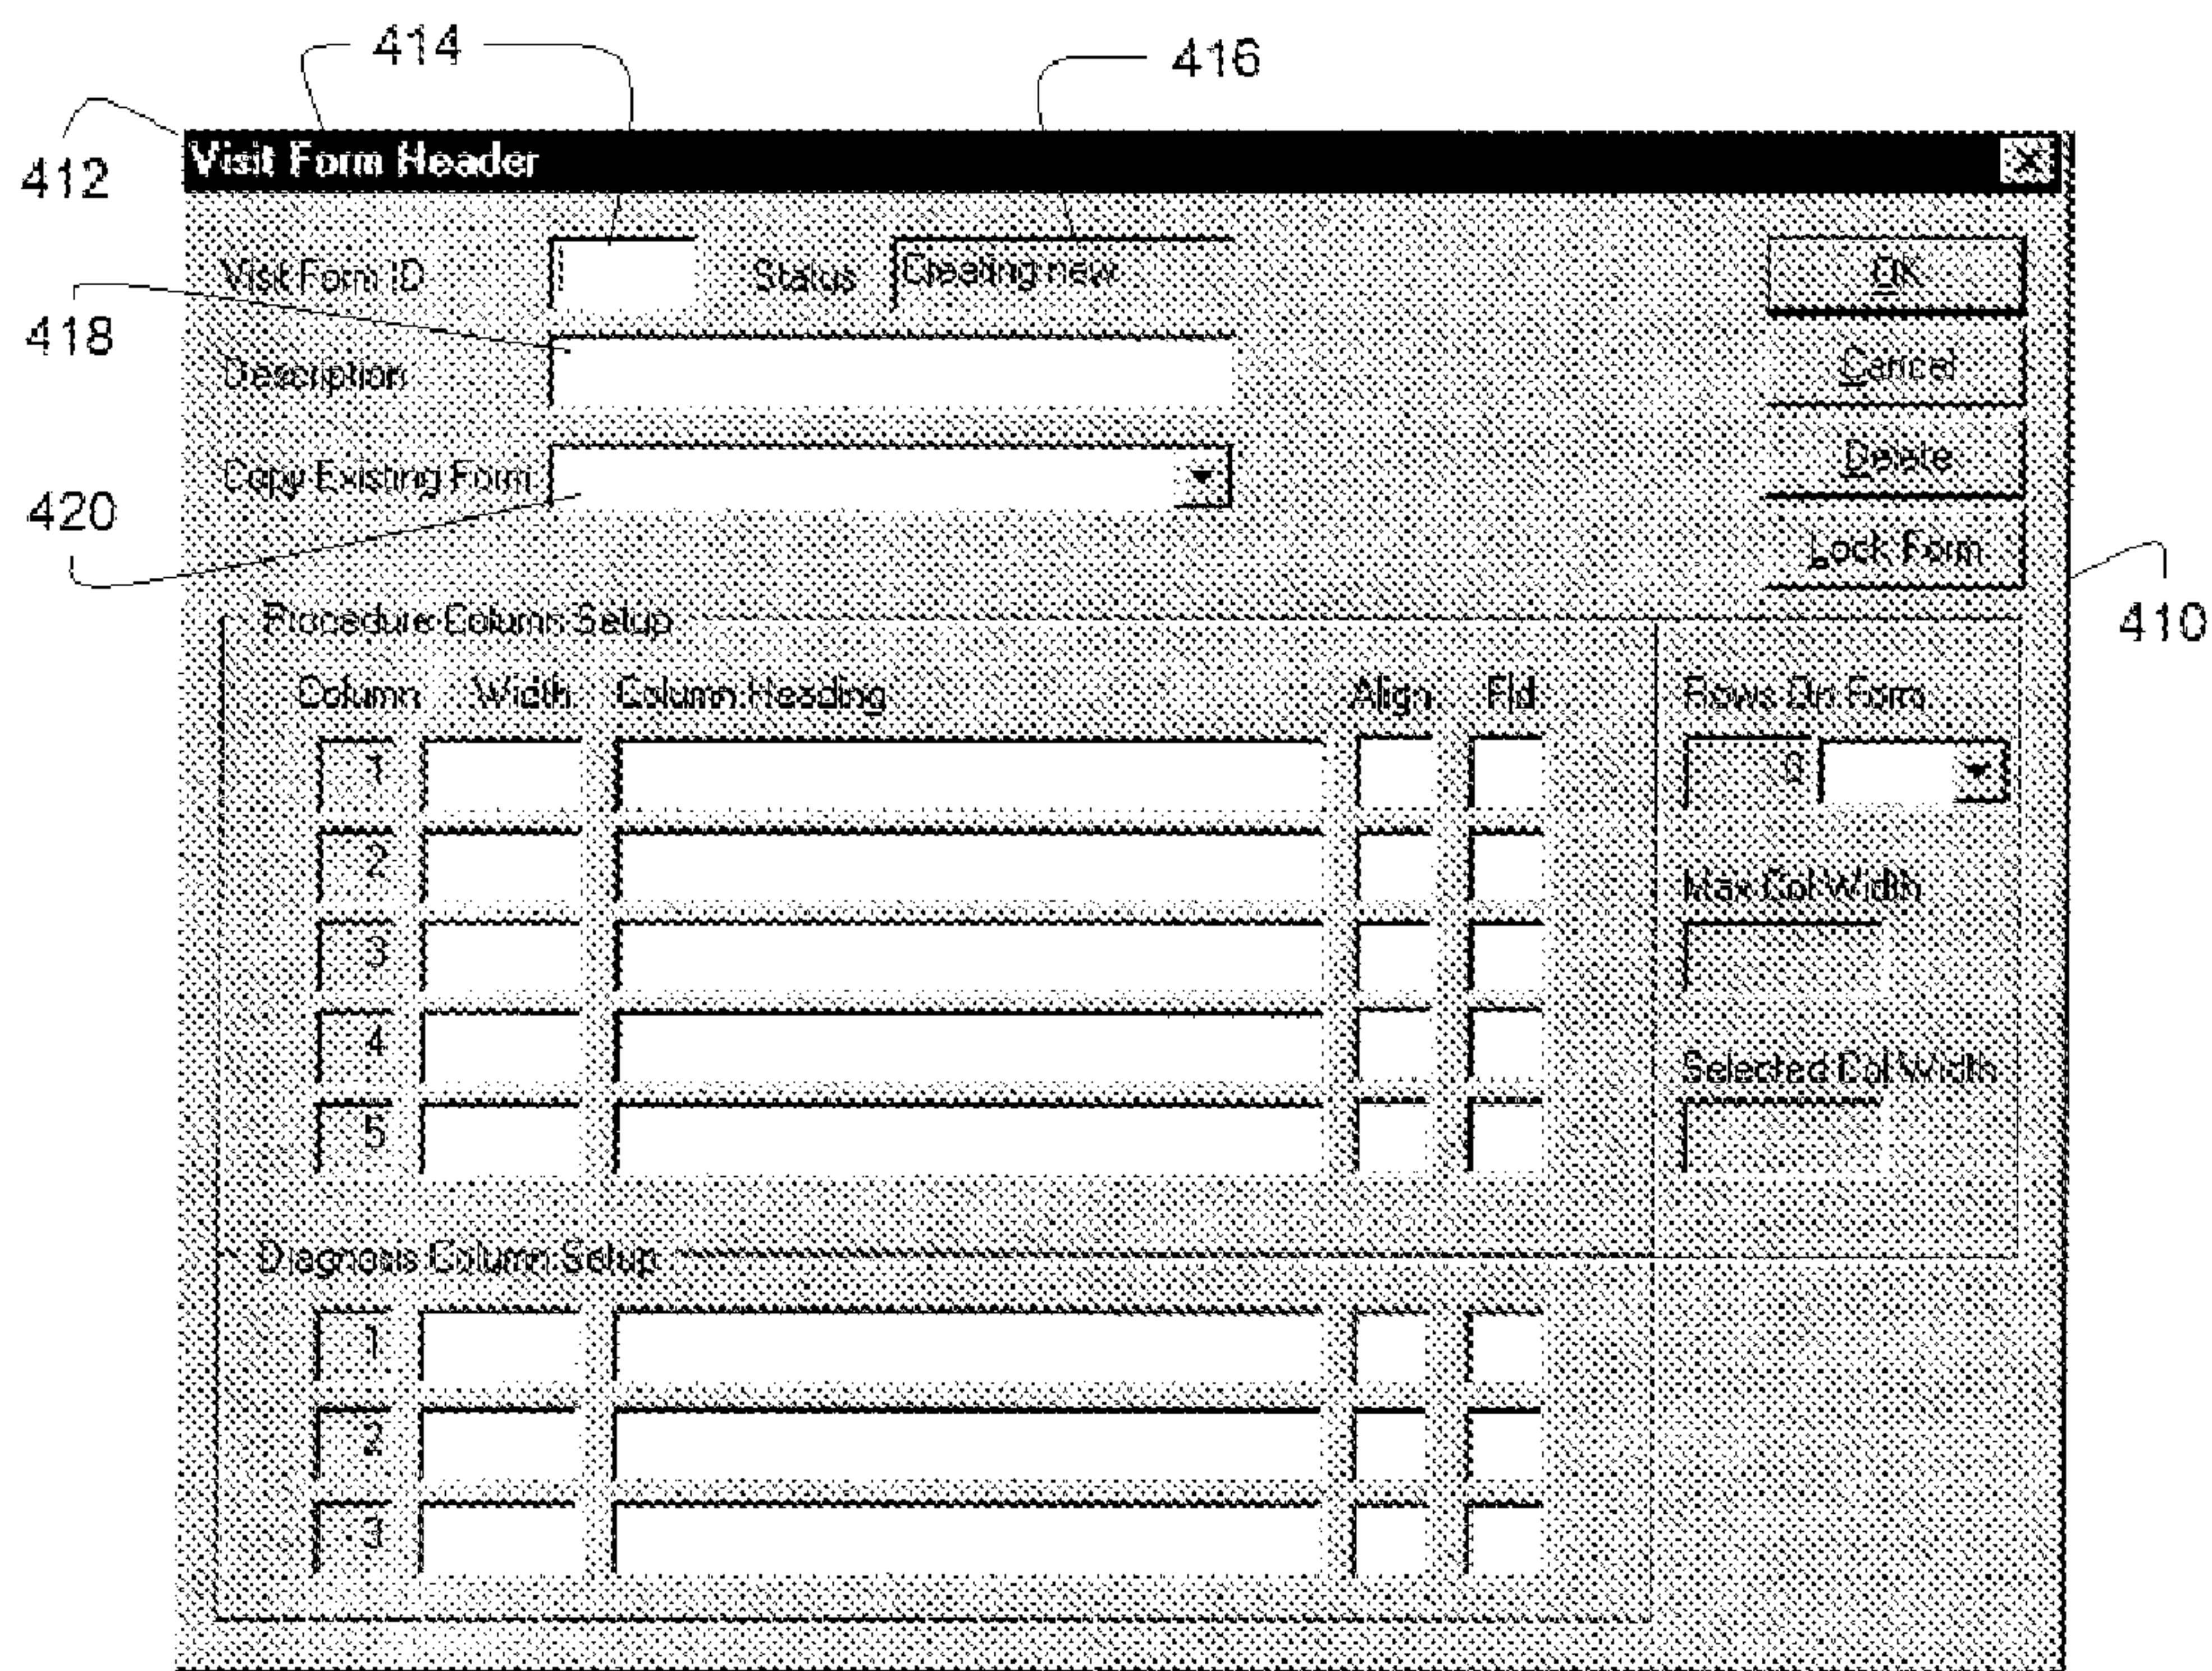 414
416
412
Visit Form Header
Visit Form ID
Status
Creating new
OK
418
Description
Cancel
Copy Existing Form
Delete
420
Lock Form
410
Procedure Column Setup
Column Width Column Heading Align Fld
Rows On Form
1
0
2
Max Col Width
3
4
Selected Col Width
5
Diagnosis Column Setup
1
2
3